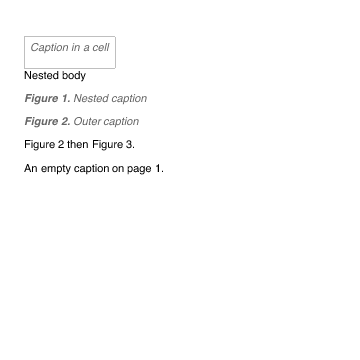 Caption in a cell
Nested body
Figure 1. Nested caption
Figure 2. Outer caption
Figure 2 then Figure 3.
An empty caption on page 1.